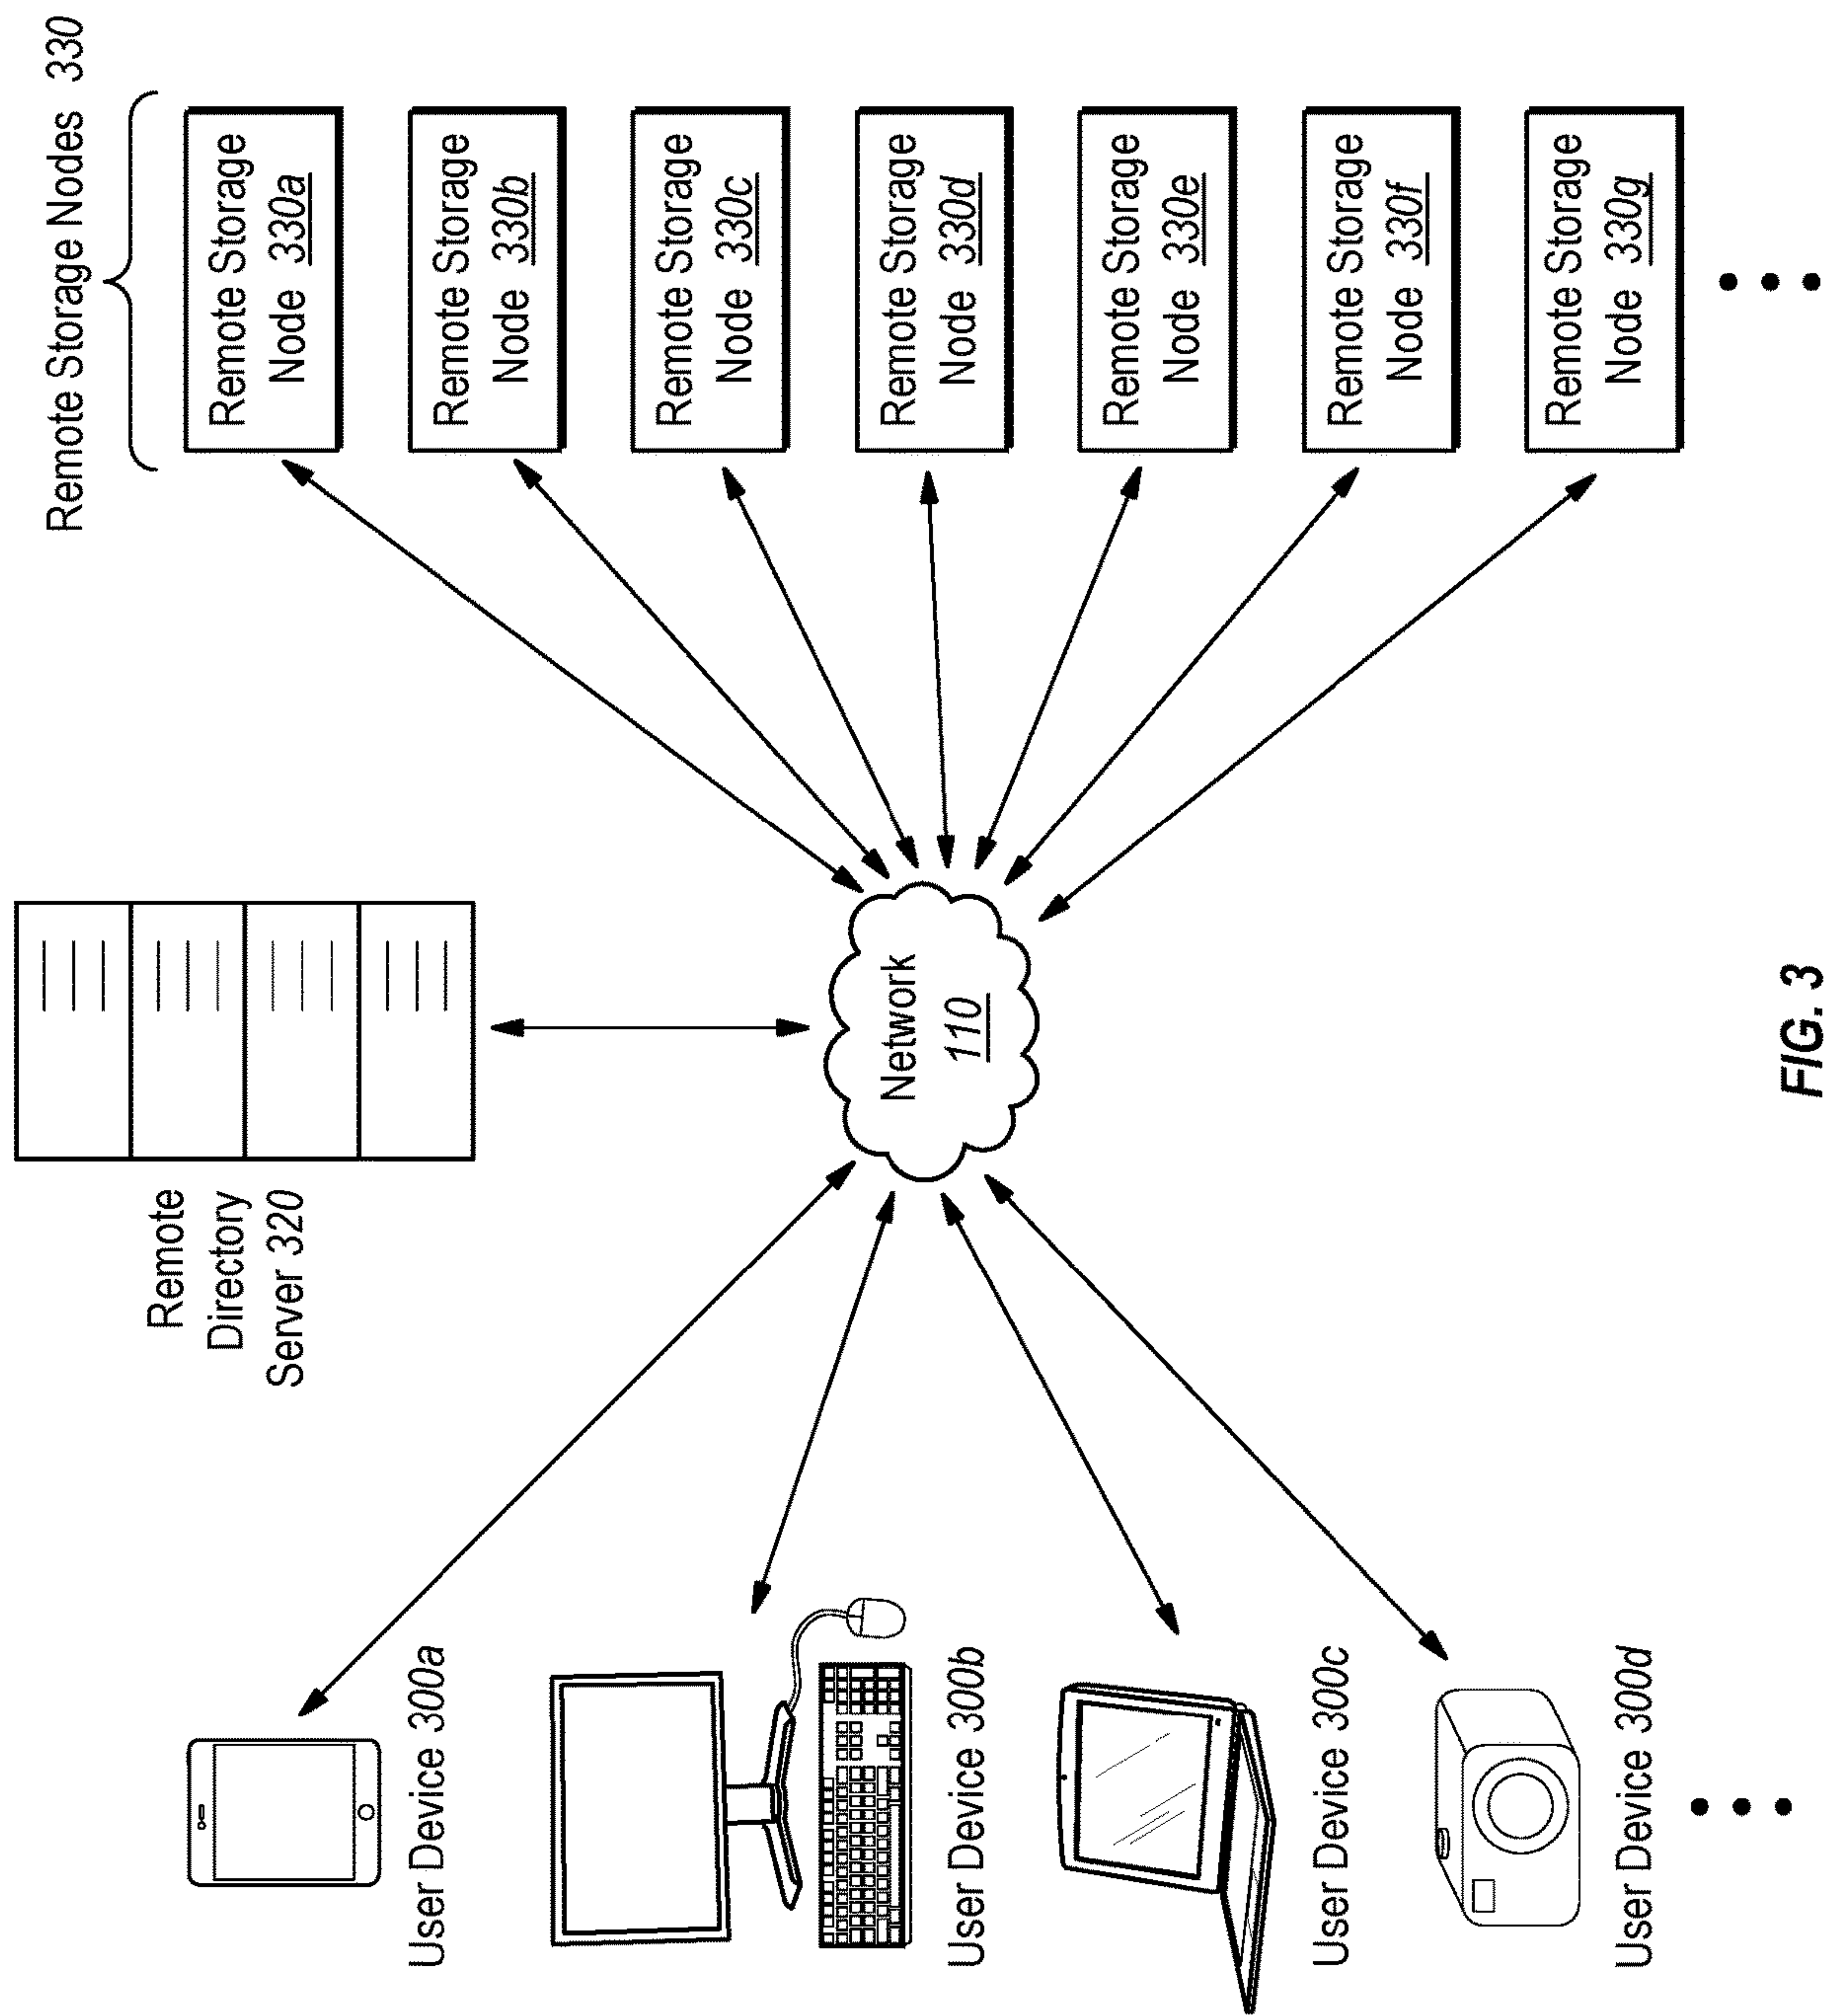 Remote
Directory
Server 320
Remote Storage Nodes 330
User Device 300a
User Device 300b
User Device 300c
User Device 300d
Network
110
Remote Storage
Node 330a
Remote Storage
Node 330b
Remote Storage
Node 330c
Remote Storage
Node 330d
Remote Storage
Node 330e
Remote Storage
Node 330f
Remote Storage
Node 330g
FIG. 3